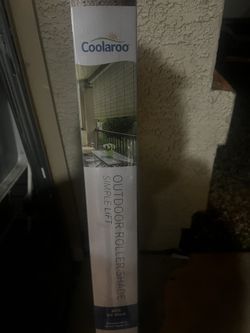 Coolaroo
OUTDOOR ROLLER SHADE
SIMPLE LIFT